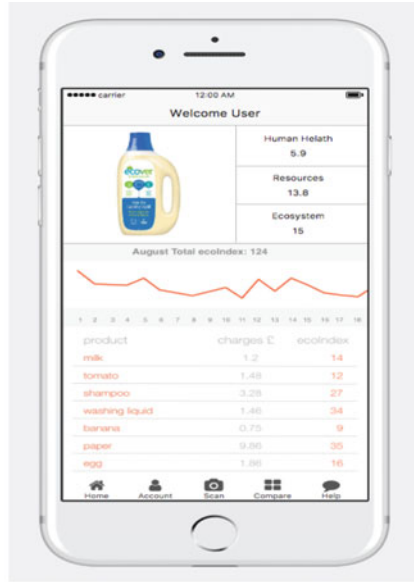 carrier 12:00 AM
Welcome User
ecover
Human Helath
5.9
Resources
13.8
Ecosystem
15
August Total ecoIndex: 124
1 2 3 4 5 6 7 8 9 10 11 12 13 14 15 16 17 18
product charges £ ecoindex
milk 1.2 14
tomato 1.48 12
shampoo 3.28 27
washing liquid 1.46 34
banana 0.75 9
paper 9.86 35
egg 1.86 16
Home Account Scan Compare Help